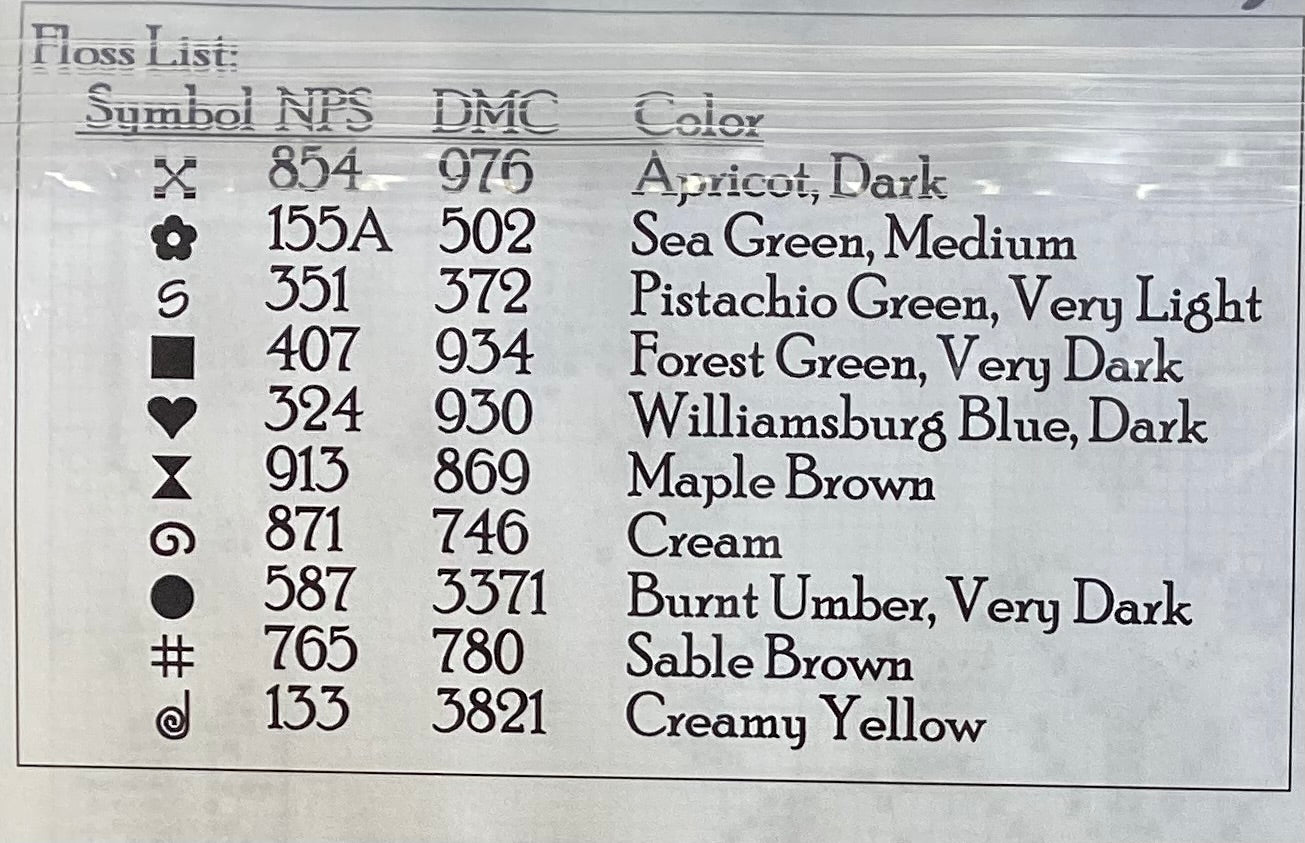 Floss List:
Symbol NPS DMC Color
854 976 Apricot, Dark
155A 502 Sea Green, Medium
S 351 372 Pistachio Green, Very Light
407 934 Forest Green, Very Dark
♥ 324 930 Williamsburg Blue, Dark
913 869 Maple Brown
871 746 Cream
● 587 3371 Burnt Umber, Very Dark
# 765 780 Sable Brown
133 3821 Creamy Yellow